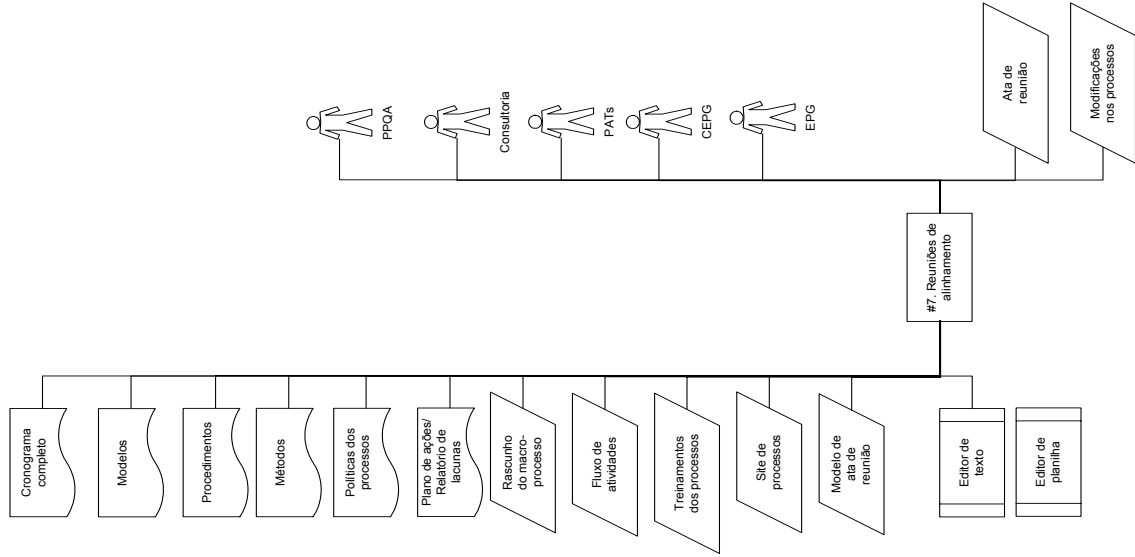 Cronograma
completo
Modelos
Procedimentos
Métodos
Políticas dos
processos
Plano de ações/
Relatório de
lacunas
Rascunho
do macro-
processo
Fluxo de
atividades
Treinamentos
dos processos
Site de
processos
Modelo de
ata de
reunião
Editor de
texto
Editor de
planilha
#7. Reuniões de
alinhamento
PPQA
Consultoria
PATs
CEPG
EPG
Ata de
reunião
Modificações
nos processos